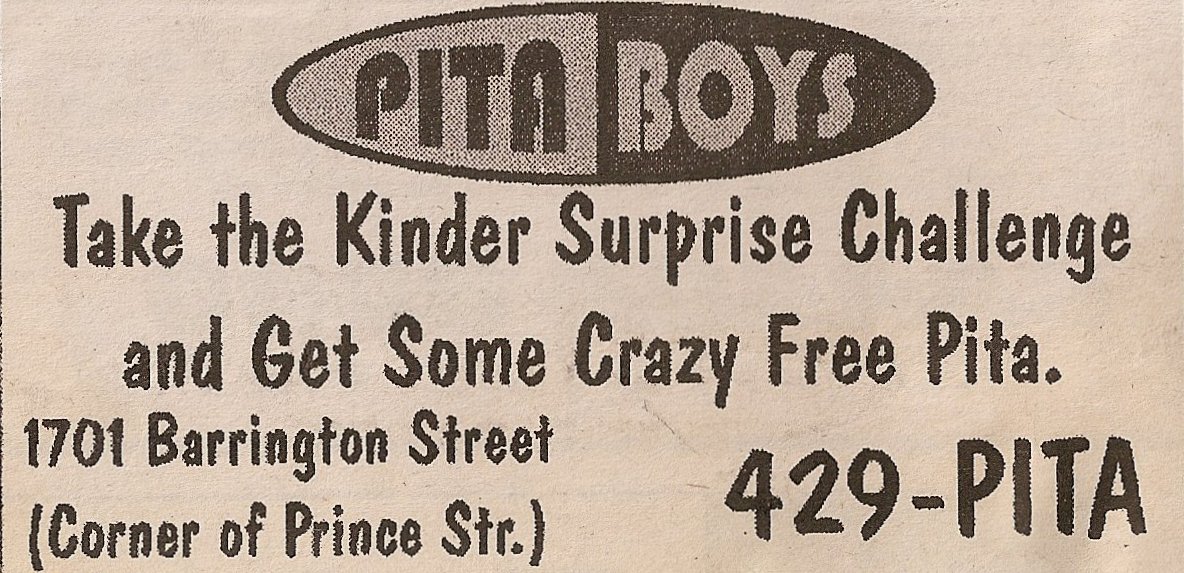 PITA BOYS
Take the Kinder Surprise Challenge
and Get Some Crazy Free Pita.
1701 Barrington Street
(Corner of Prince Str.)
429-PITA